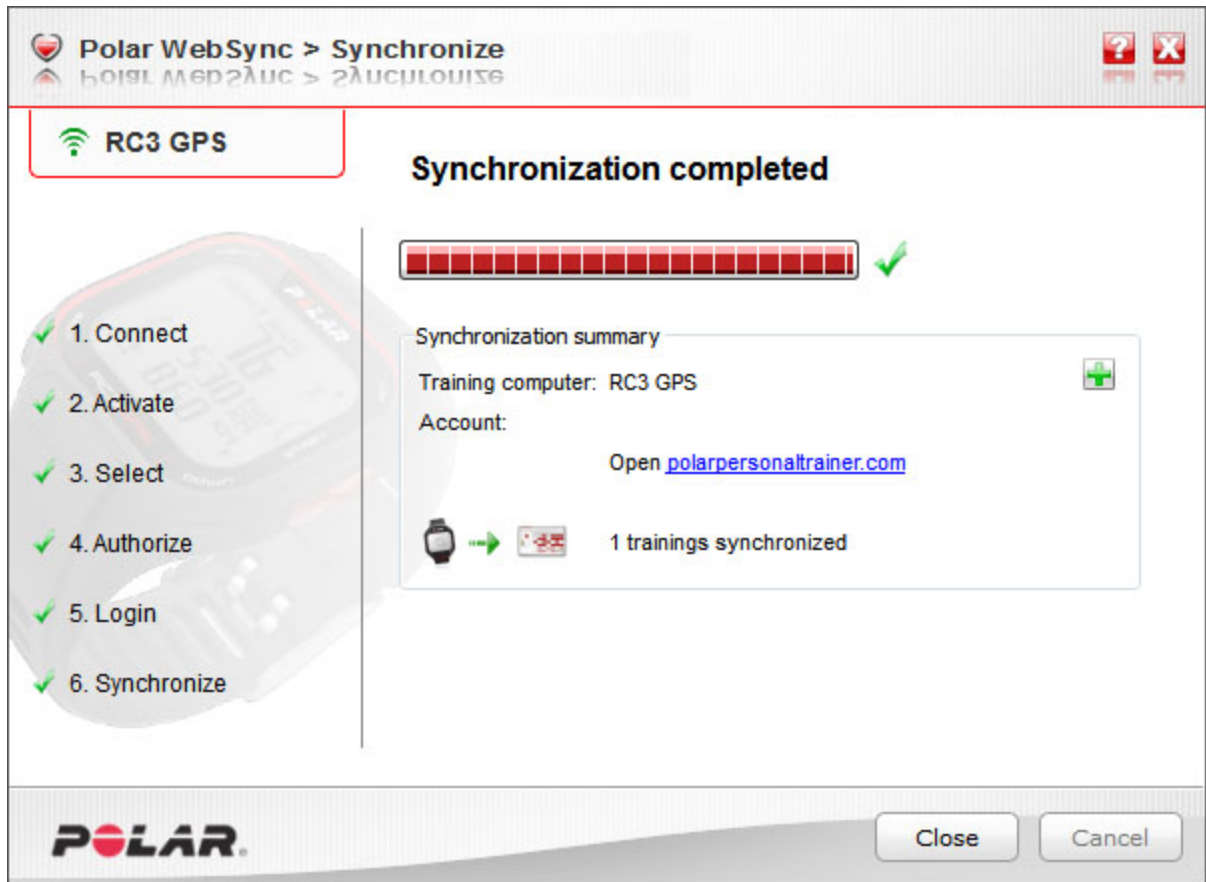 Polar WebSync > Synchronize
RC3 GPS
Synchronization completed
1. Connect
2. Activate
3. Select
4. Authorize
5. Login
6. Synchronize
Synchronization summary
Training computer: RC3 GPS
Account:
Open polarpersonaltrainer.com
1 trainings synchronized
POLAR.
Close
Cancel